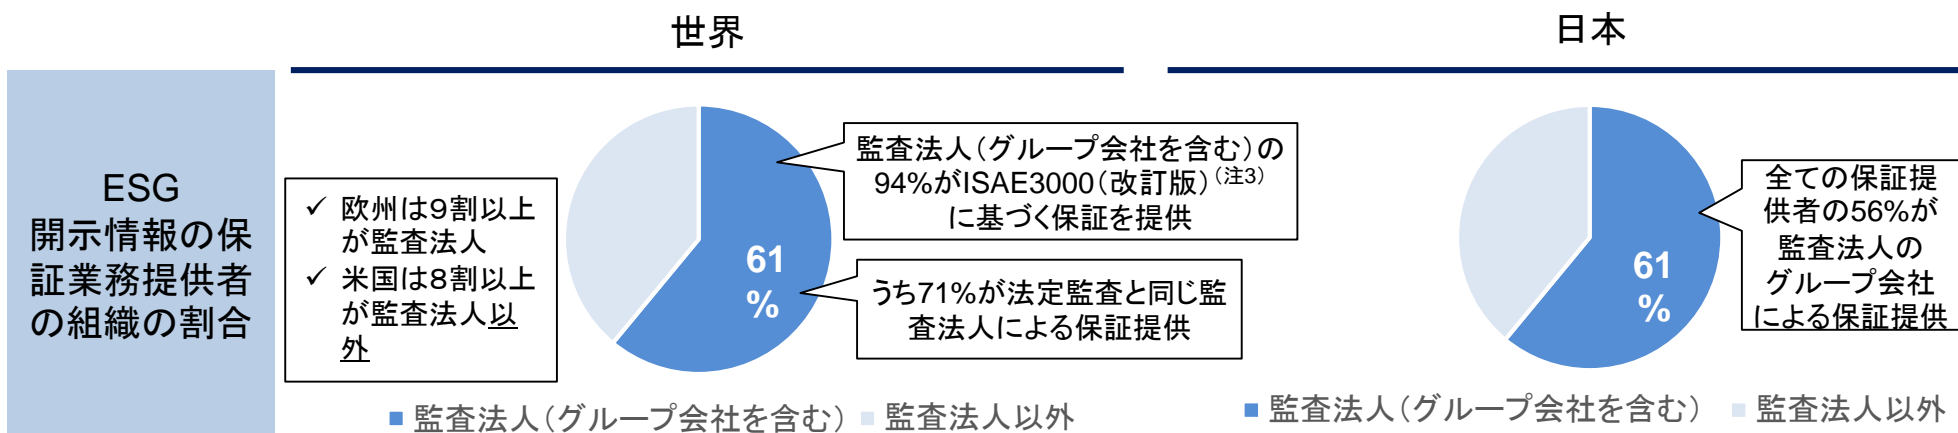 世界
日本
ESG
開示情報の保
証業務提供者
の組織の割合
✓ 欧州は9割以上
が監査法人
✓ 米国は8割以上
が監査法人以
外
61
%
監査法人(グループ会社を含む)の
94%がISAE3000(改訂版)(注3)
に基づく保証を提供
うち71%が法定監査と同じ監
査法人による保証提供
61
%
全ての保証提
供者の56%が
監査法人の
グループ会社
による保証提供
監査法人(グループ会社を含む) 監査法人以外
監査法人(グループ会社を含む) 監査法人以外